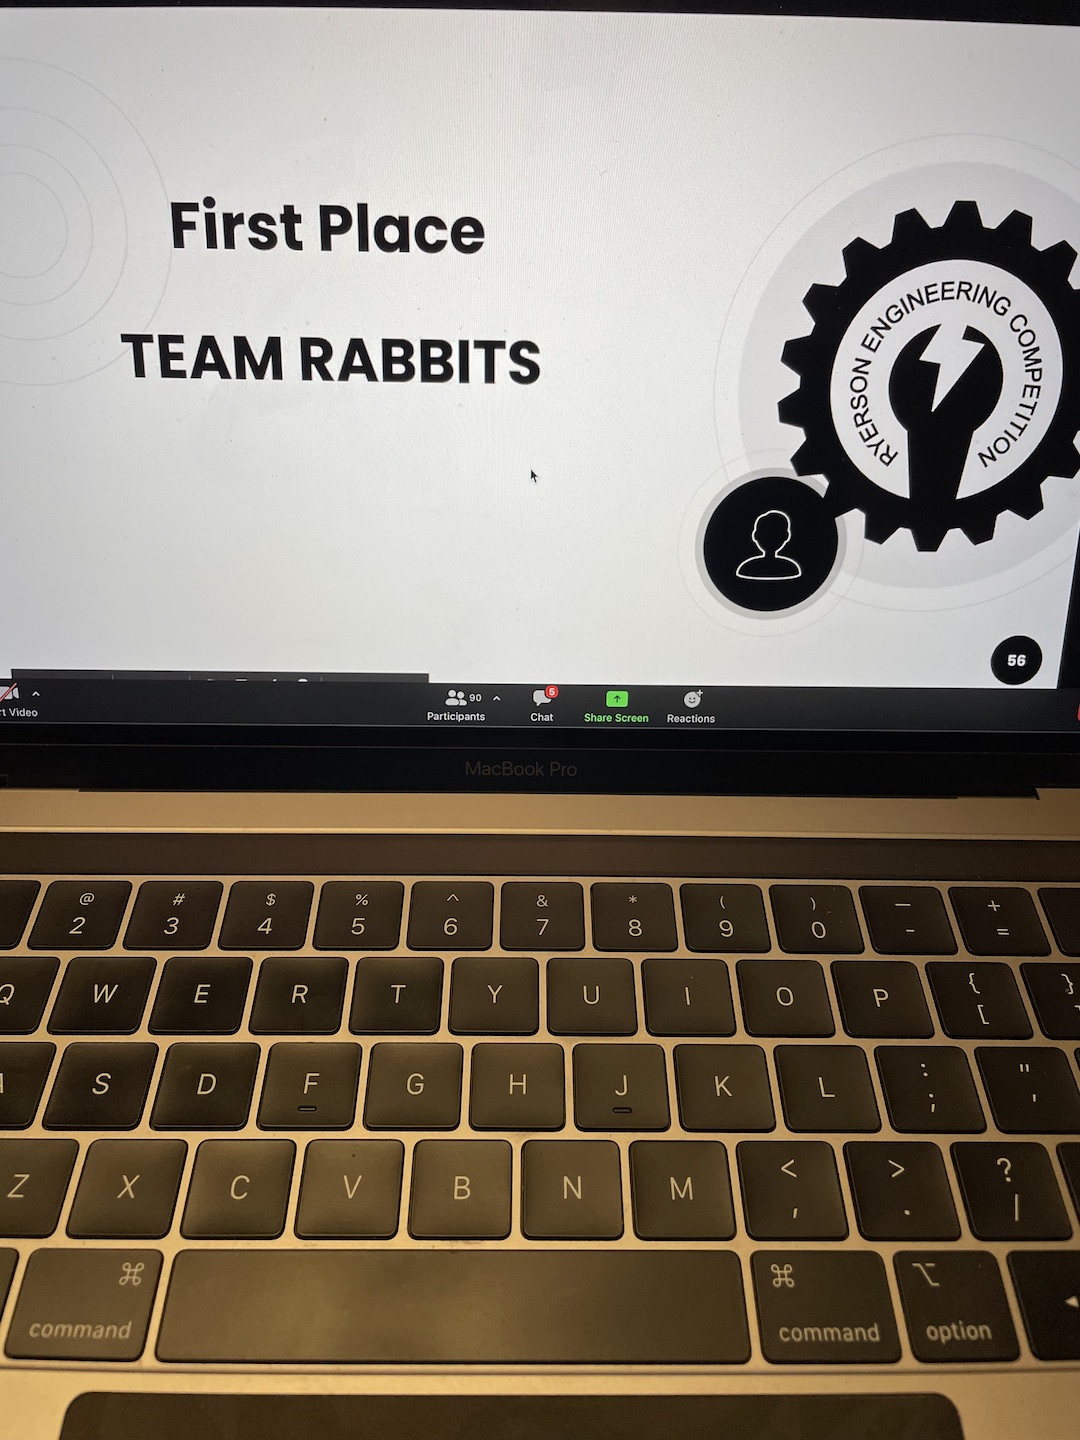 First Place
TEAM RABBITS
RYERSON ENGINEERING COMPETITION
56
90
5
rt Video
Participants
Chat
Share Screen
Reactions
MacBook Pro
@ # $ % ^ & * ( ) — +
2 3 4 5 6 7 8 9 0 - =
Q W E R T Y U I O P { }
[
S D F G H J K L : "
; '
Z X C V B N M < > ?
, . /
⌘ ⌘ ⌥
command command option